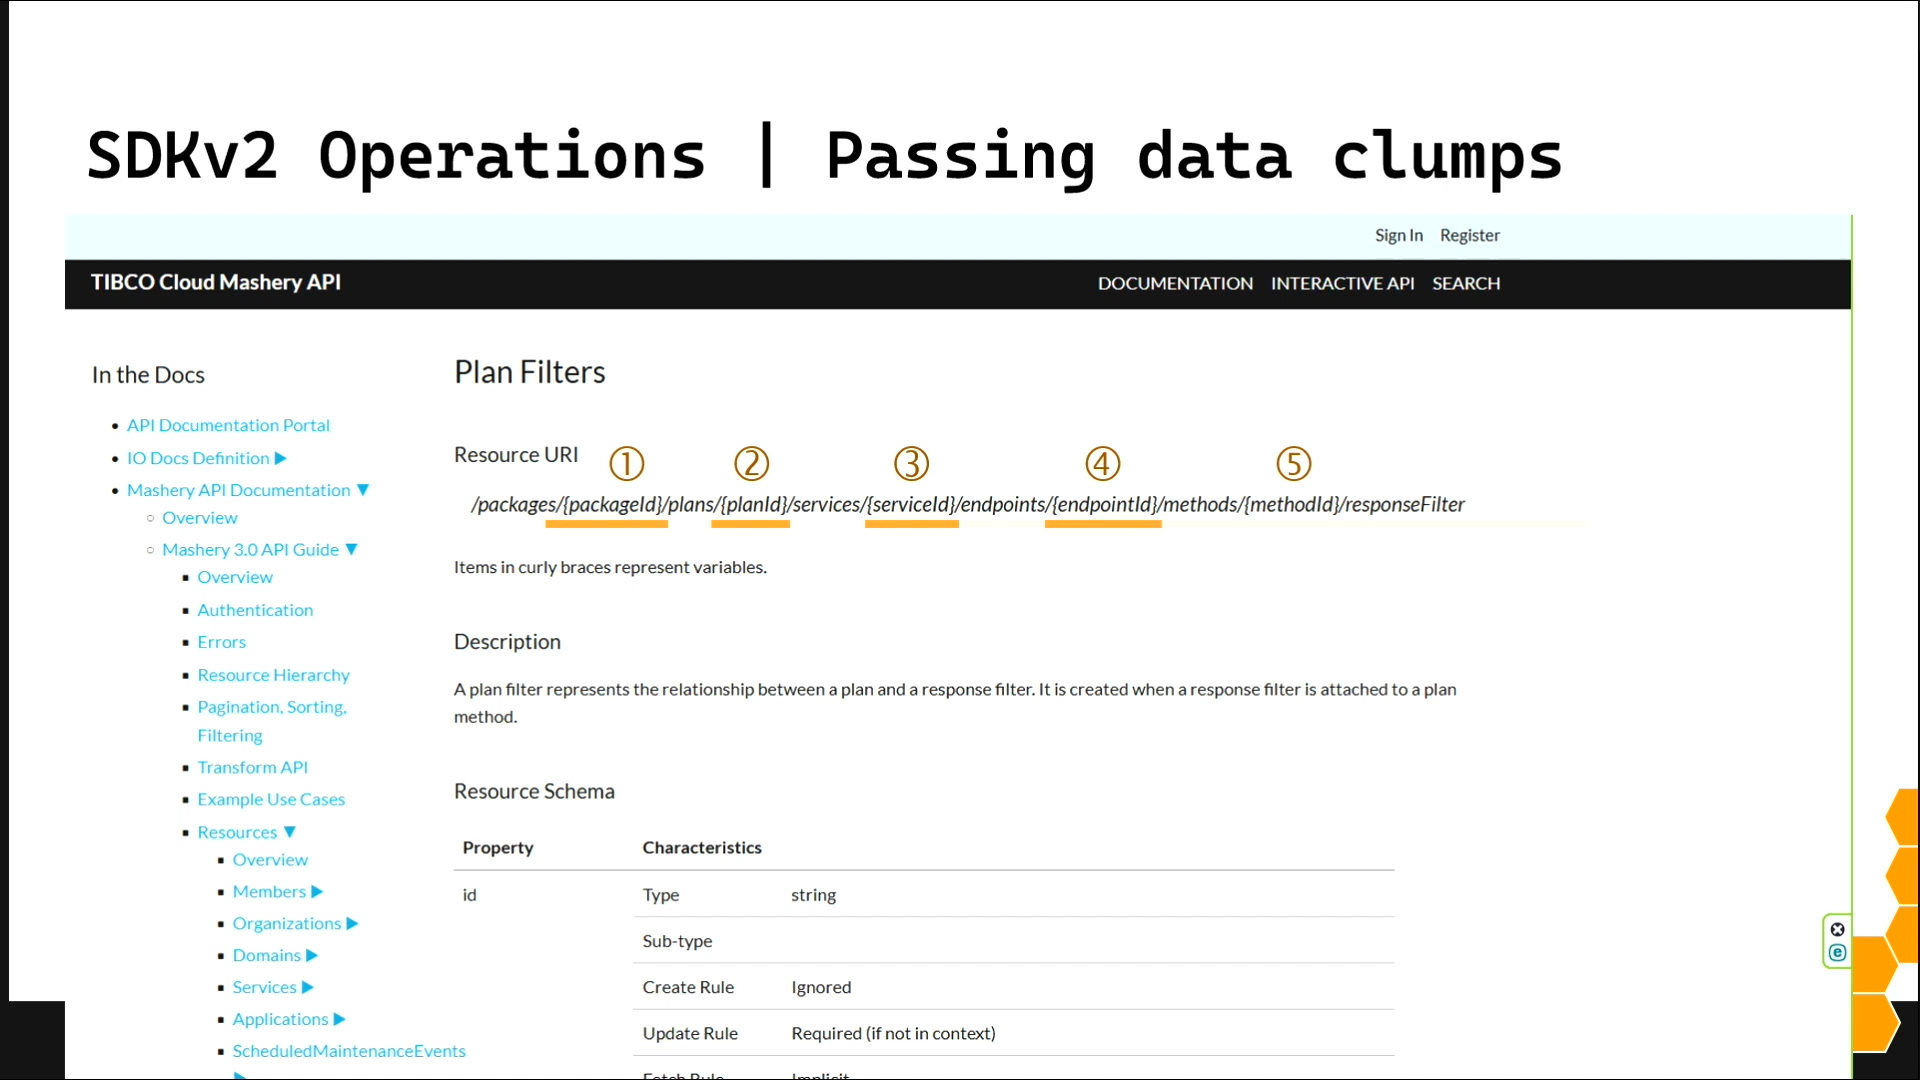 SDKv2 Operations | Passing data clumps
Sign In Register
TIBCO Cloud Mashery API
DOCUMENTATION INTERACTIVE API SEARCH
In the Docs
API Documentation Portal
IO Docs Definition ▶
Mashery API Documentation ▼
Overview
Mashery 3.0 API Guide ▼
Overview
Authentication
Errors
Resource Hierarchy
Pagination, Sorting,
Filtering
Transform API
Example Use Cases
Resources ▼
Overview
Members ▶
Organizations ▶
Domains ▶
Services ▶
Applications ▶
ScheduledMaintenanceEvents
▶
Plan Filters
Resource URI
① ② ③ ④ ⑤
/packages/{packageId}/plans/{planId}/services/{serviceId}/endpoints/{endpointId}/methods/{methodId}/responseFilter
Items in curly braces represent variables.
Description
A plan filter represents the relationship between a plan and a response filter. It is created when a response filter is attached to a plan
method.
Resource Schema
Property Characteristics
id Type string
Sub-type
Create Rule Ignored
Update Rule Required (if not in context)
Fetch Rule Implicit